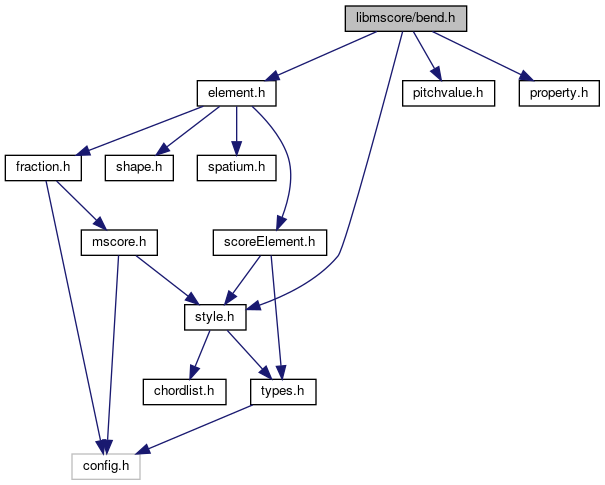 libmscore/bend.h
element.h
pitchvalue.h
property.h
fraction.h
shape.h
spatium.h
mscore.h
scoreElement.h
style.h
chordlist.h
types.h
config.h